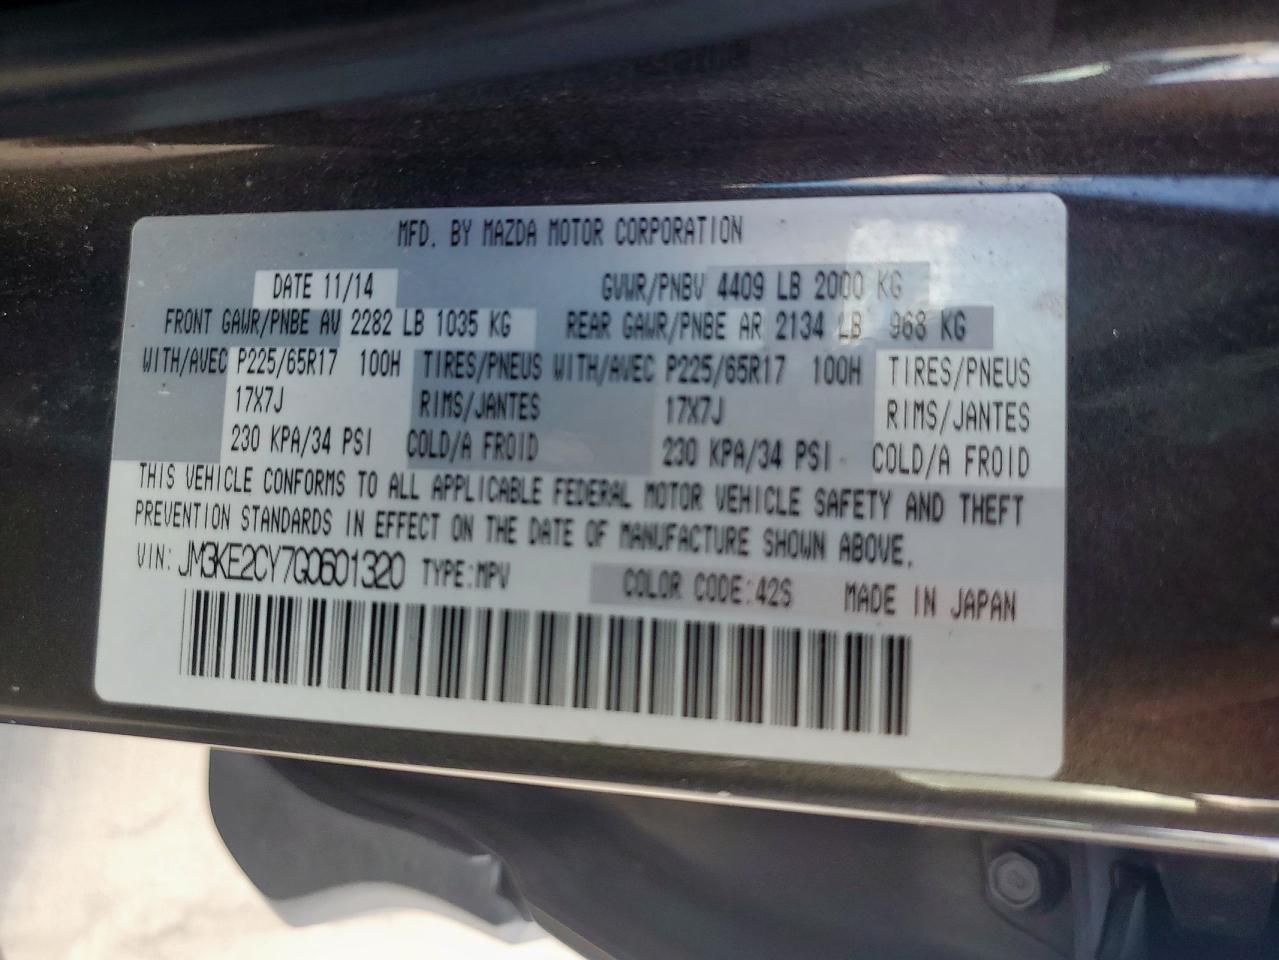 MFD. BY MAZDA MOTOR CORPORATION
DATE 11/14 GVWR/PNBV 4409 LB 2000 KG
FRONT GAWR/PNBE AV 2282 LB 1035 KG REAR GAWR/PNBE AR 2134 LB 968 KG
WITH/AVEC P225/65R17 100H TIRES/PNEUS WITH/AVEC P225/65R17 100H TIRES/PNEUS
17X7J RIMS/JANTES 17X7J RIMS/JANTES
230 KPA/34 PSI COLD/A FROID 230 KPA/34 PSI COLD/A FROID
THIS VEHICLE CONFORMS TO ALL APPLICABLE FEDERAL MOTOR VEHICLE SAFETY AND THEFT
PREVENTION STANDARDS IN EFFECT ON THE DATE OF MANUFACTURE SHOWN ABOVE.
VIN: JM3KE2CY7G0601320 TYPE:MPV COLOR CODE:42S MADE IN JAPAN